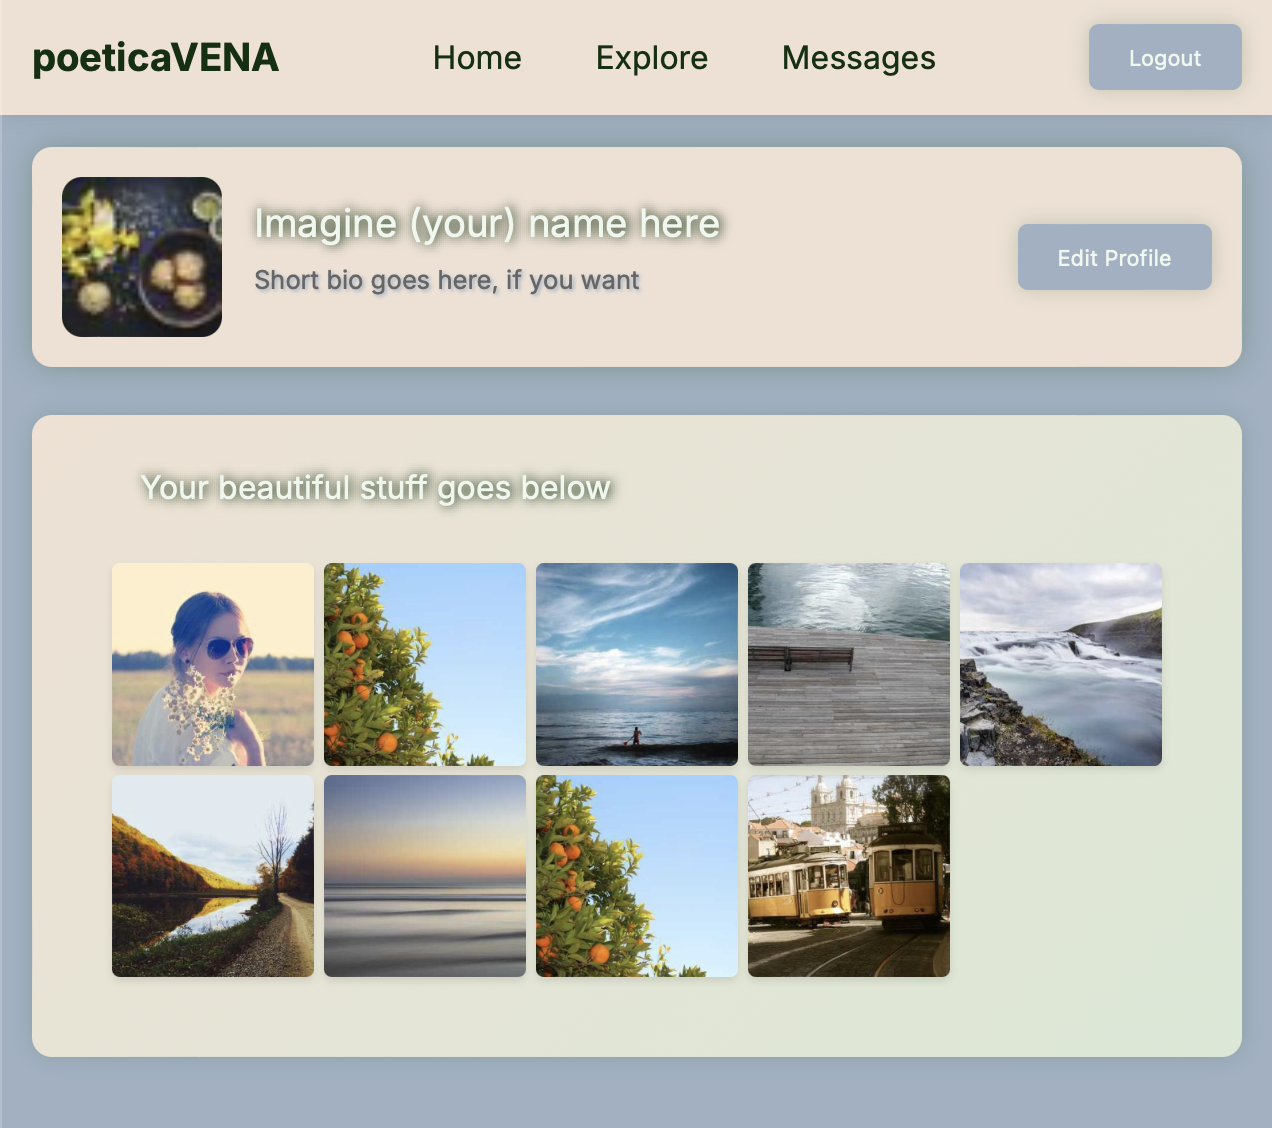 poeticaVENA
Home
Explore
Messages
Logout
Imagine (your) name here
Short bio goes here, if you want
Edit Profile
Your beautiful stuff goes below